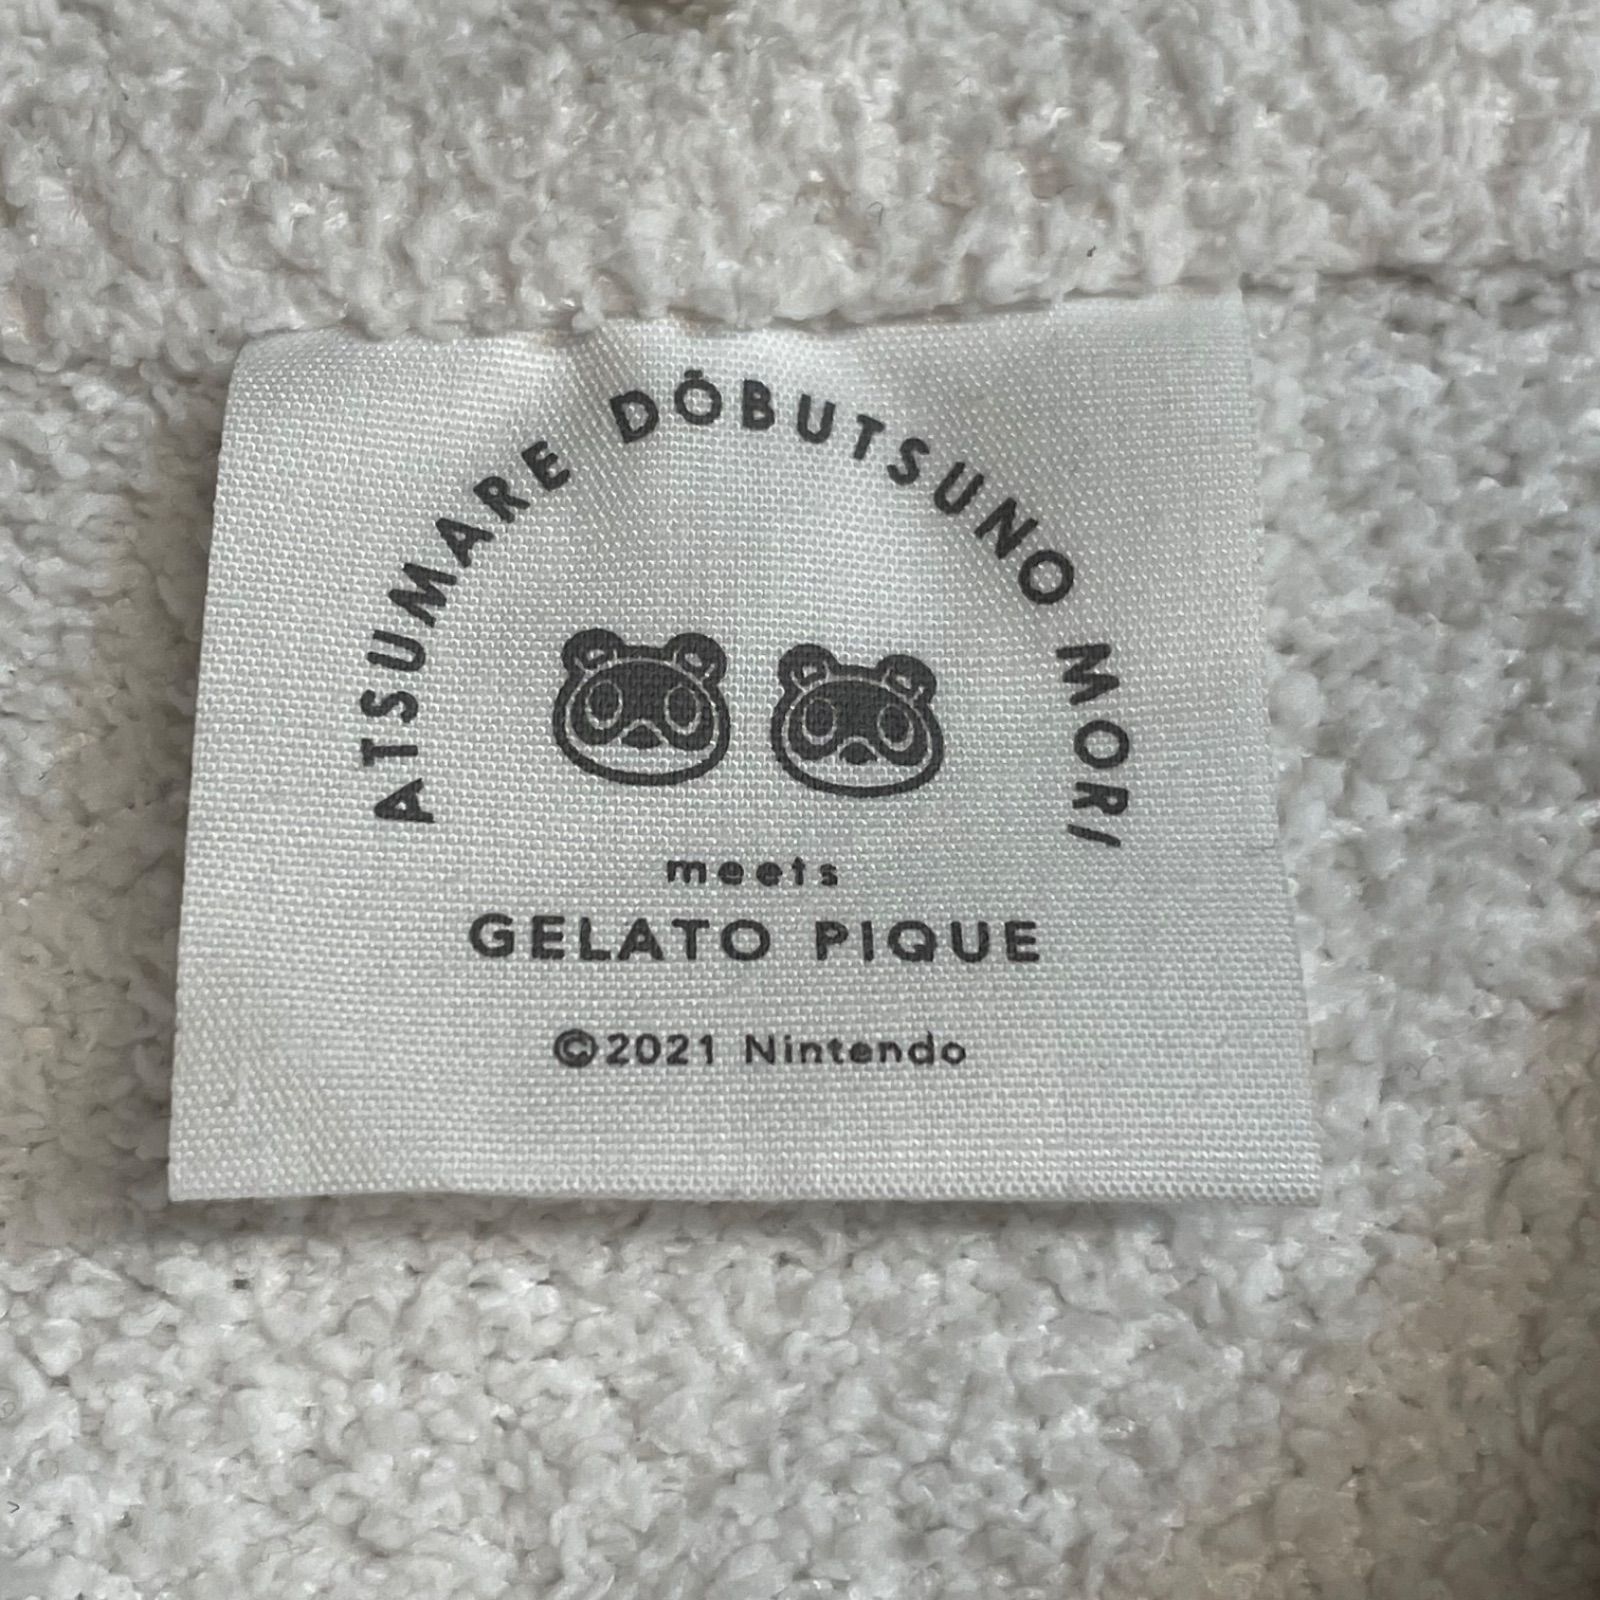 ATSUMARE DŌBUTSUNO MORI
meets
GELATO PIQUE
©2021 Nintendo